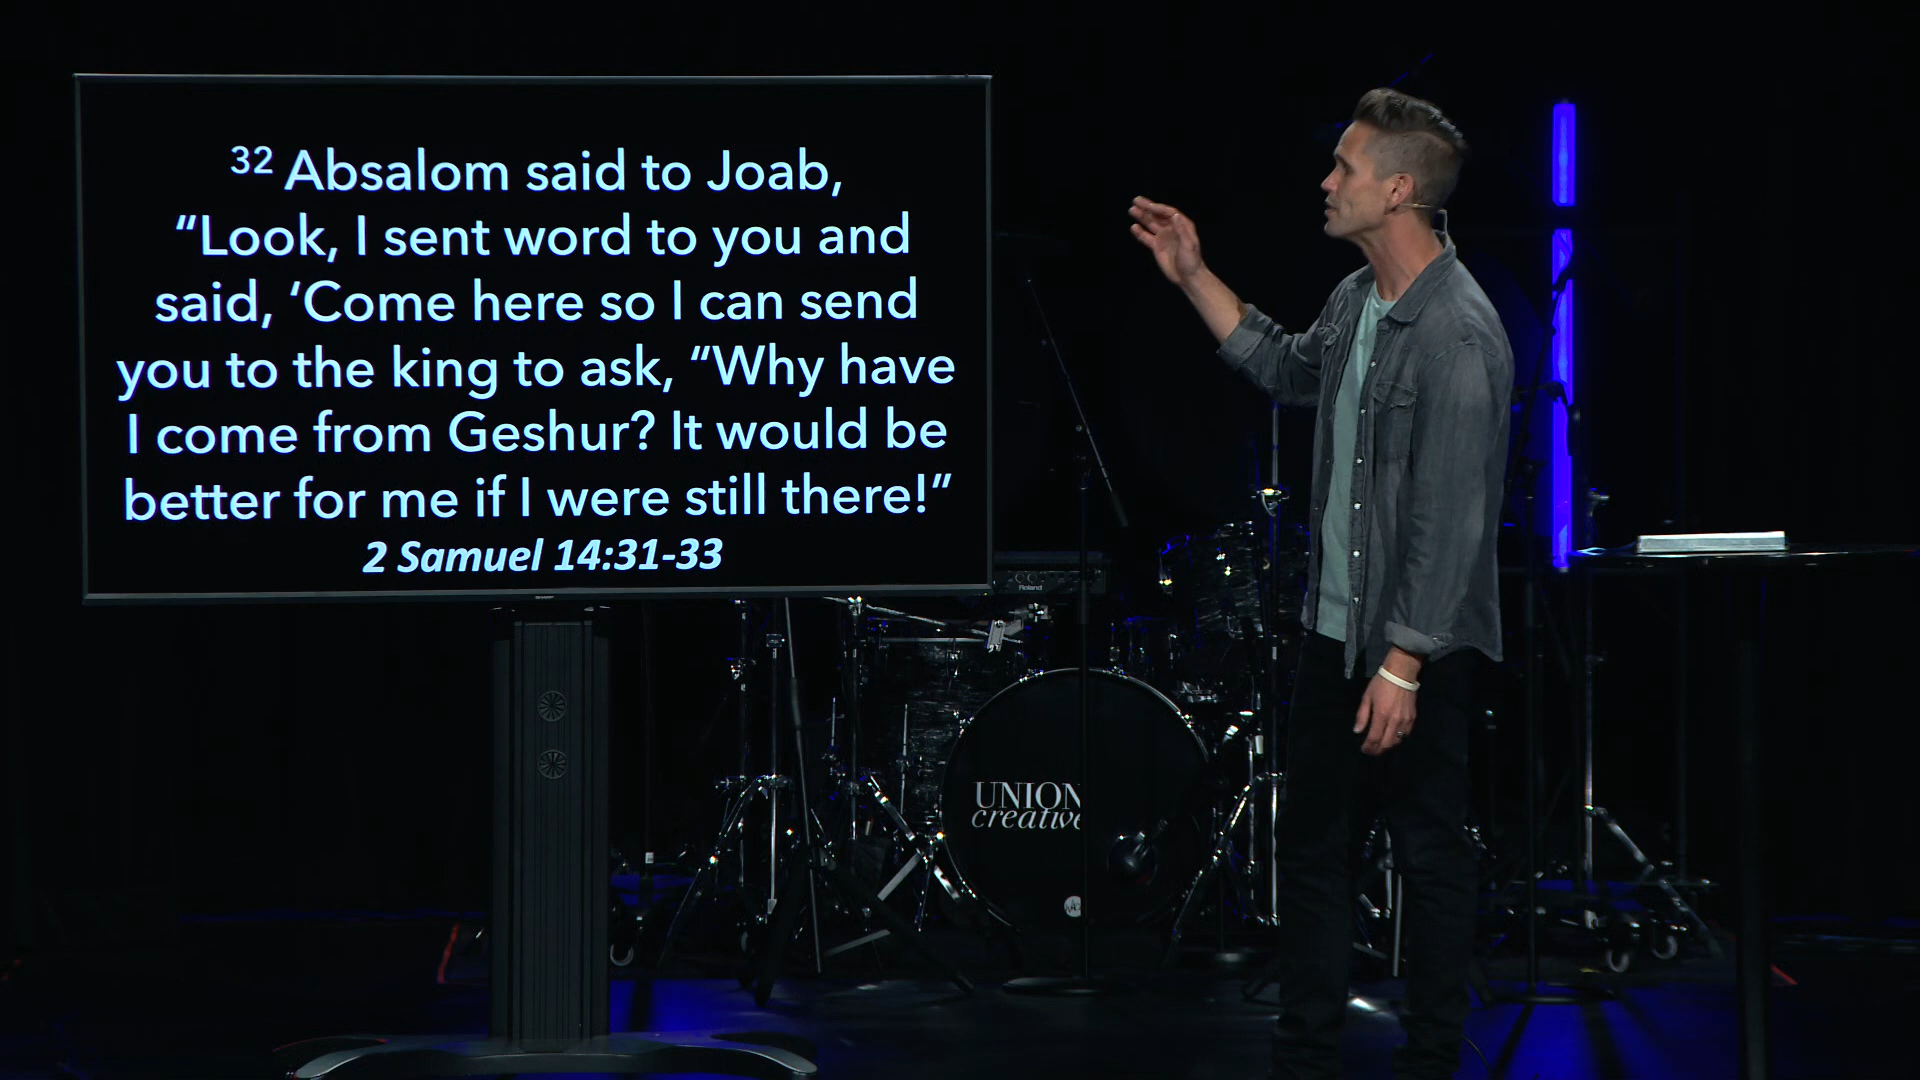 ³² Absalom said to Joab,
“Look, I sent word to you and
said, ‘Come here so I can send
you to the king to ask, “Why have
I come from Geshur? It would be
better for me if I were still there!”
2 Samuel 14:31-33
Roland
UNION
creative